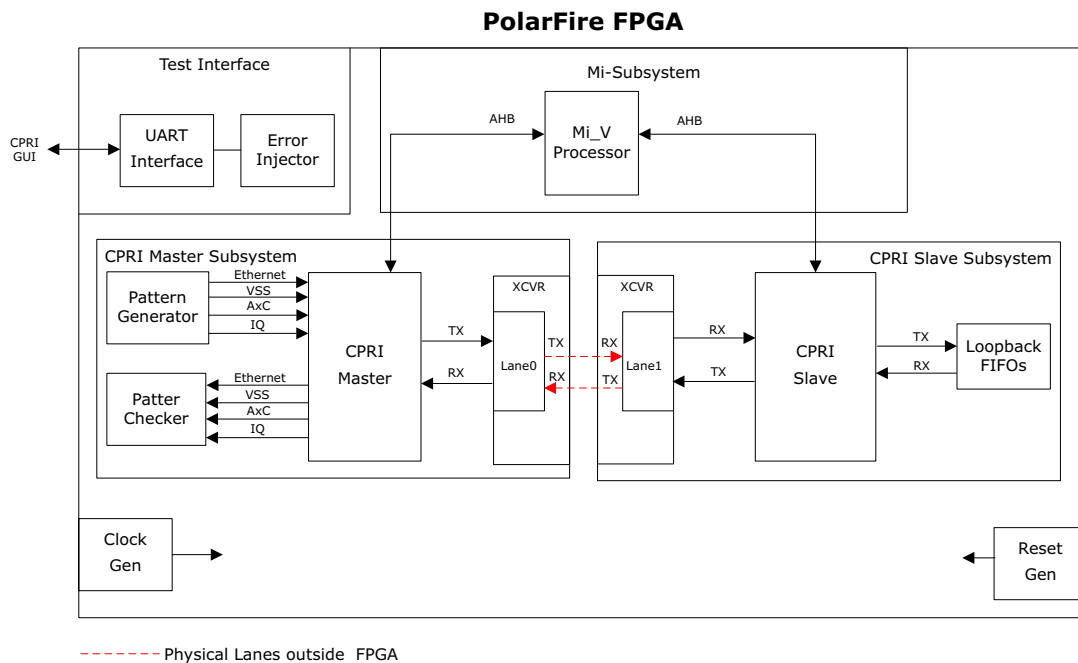 PolarFire FPGA
Test Interface
UART
Interface
Error
Injector
CPRI
GUI
Mi-Subsystem
AHB
Mi_V
Processor
AHB
CPRI Master Subsystem
Pattern
Generator
Ethernet
VSS
AxC
IQ
Patter
Checker
Ethernet
VSS
AxC
IQ
CPRI
Master
TX
RX
XCVR
Lane0
TX
RX
RX
TX
CPRI Slave Subsystem
XCVR
Lane1
RX
TX
CPRI
Slave
TX
RX
Loopback
FIFOs
Clock
Gen
Reset
Gen
Physical Lanes outside FPGA